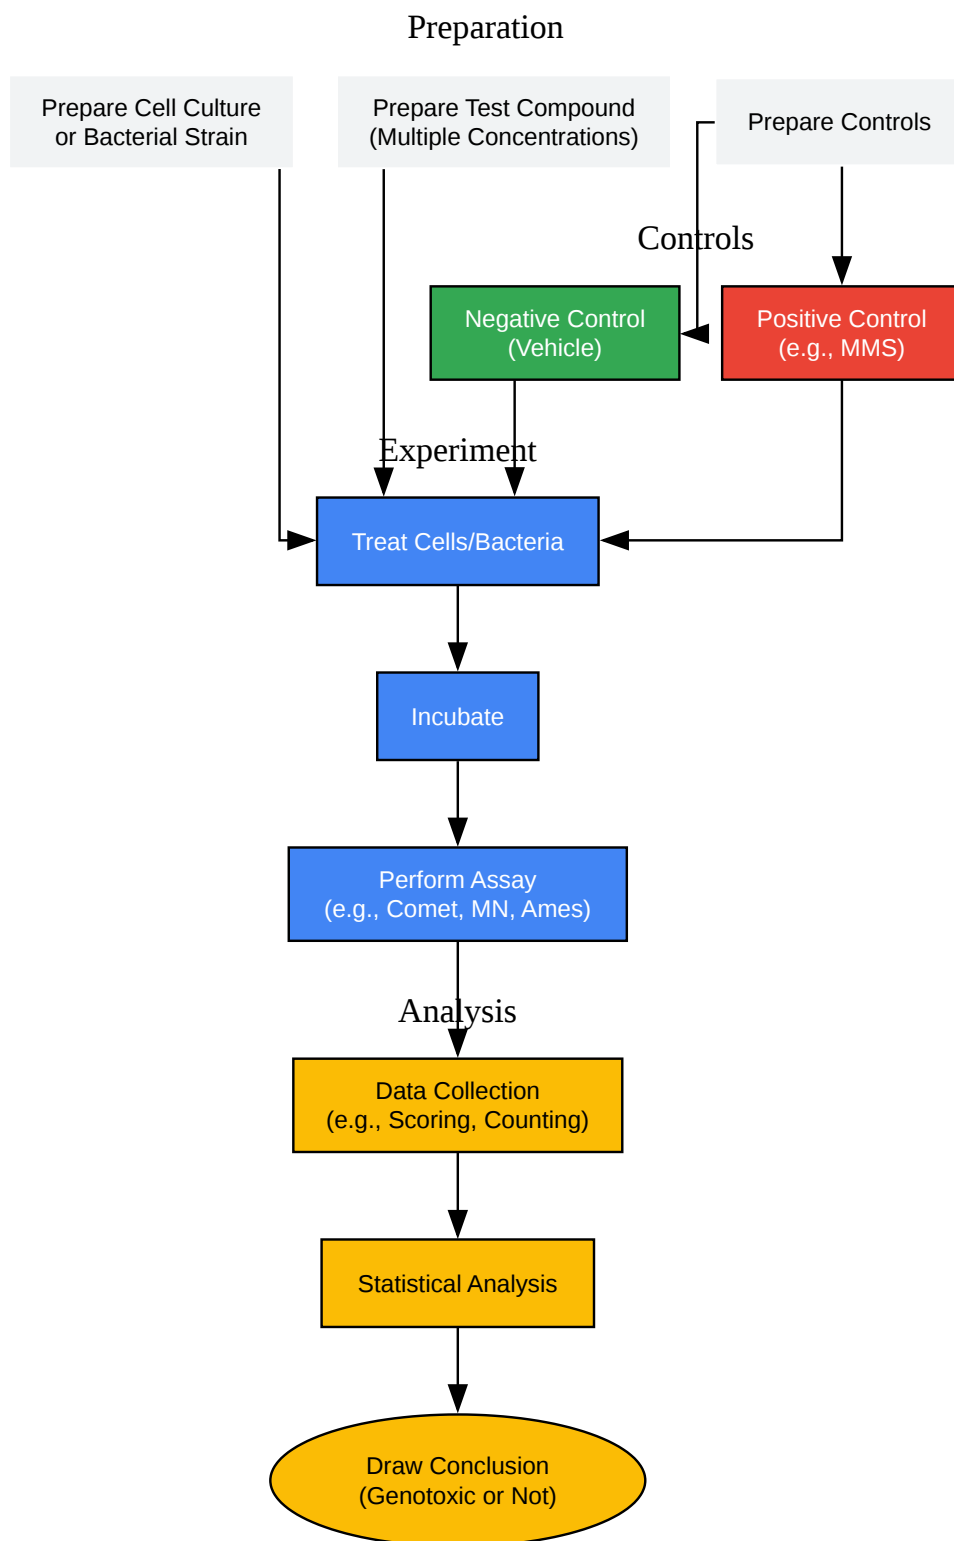 Preparation
Prepare Cell Culture
or Bacterial Strain
Prepare Test Compound
(Multiple Concentrations)
Prepare Controls
Controls
Negative Control
(Vehicle)
Positive Control
(e.g., MMS)
Experiment
Treat Cells/Bacteria
Incubate
Perform Assay
(e.g., Comet, MN, Ames)
Analysis
Data Collection
(e.g., Scoring, Counting)
Statistical Analysis
Draw Conclusion
(Genotoxic or Not)